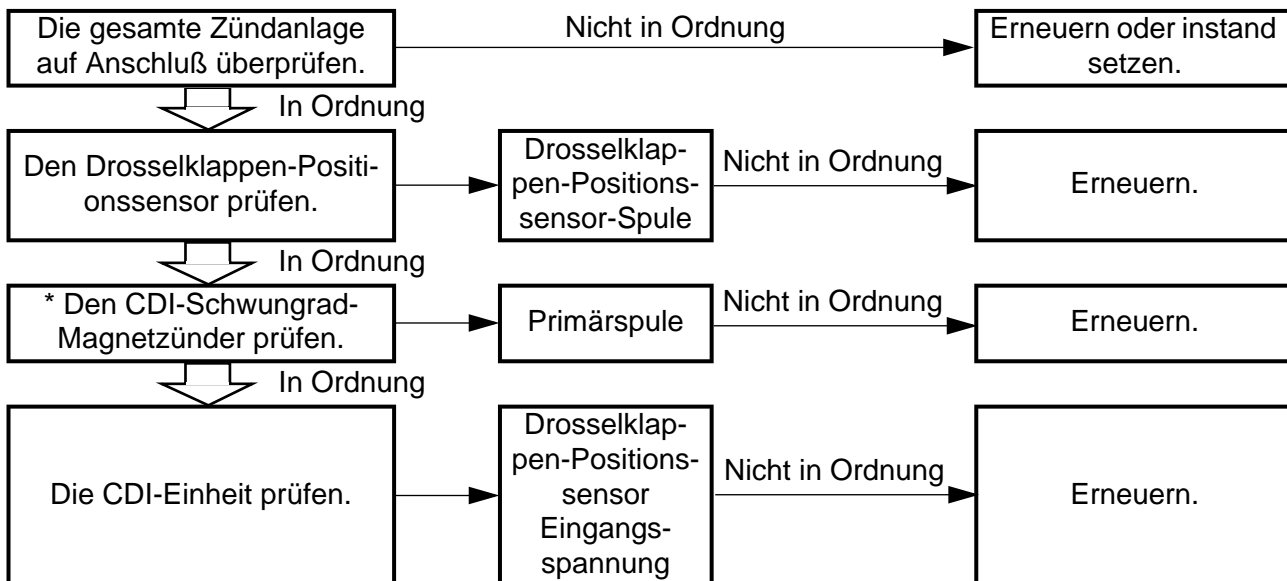 Die gesamte Zündanlage
auf Anschluß überprüfen.
Nicht in Ordnung
Erneuern oder instand
setzen.
In Ordnung
Den Drosselklappen-Positi-
onssensor prüfen.
Drosselklap-
pen-Positions-
sensor-Spule
Nicht in Ordnung
Erneuern.
In Ordnung
* Den CDI-Schwungrad-
Magnetzünder prüfen.
Primärspule
Nicht in Ordnung
Erneuern.
In Ordnung
Die CDI-Einheit prüfen.
Drosselklap-
pen-Positions-
sensor
Eingangs-
spannung
Nicht in Ordnung
Erneuern.